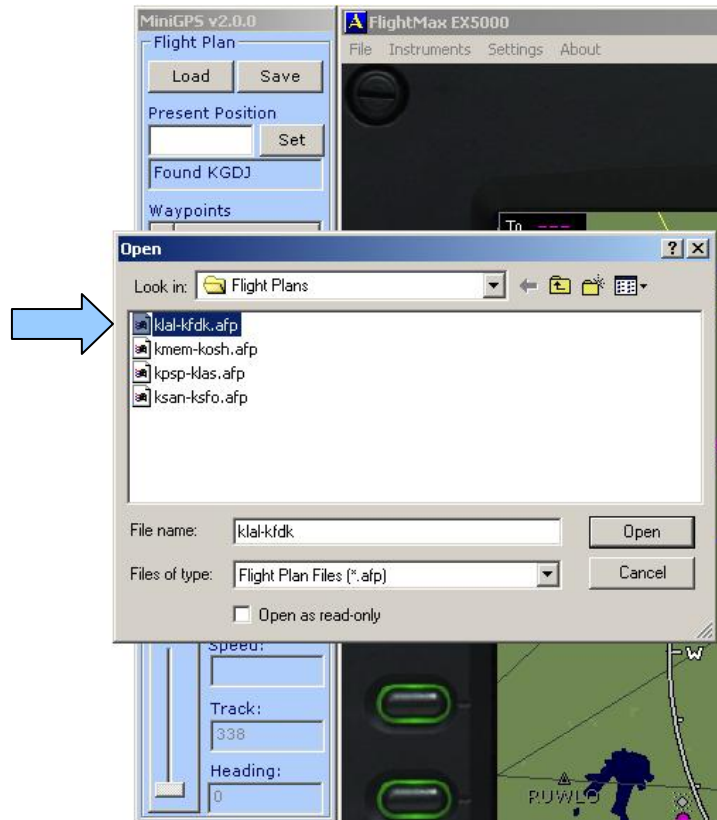 MiniGPS v2.0.0
Flight Plan
Load Save
Present Position
Set
Found KGDJ
Waypoints
A FlightMax EX5000
File Instruments Settings About
To ---
Open
Look in: Flight Plans
klal-kfdk.afp
kmem-kosh.afp
kpsp-klas.afp
ksan-ksfo.afp
File name: klal-kfdk Open
Files of type: Flight Plan Files (*.afp) Cancel
Open as read-only
Speed:
Track:
338
Heading:
0
W
RUWLO